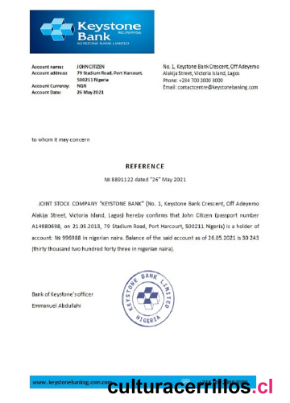 Keystone
Bank
KEYSTONE BANK LIMITED
Account name: JOHN CITIZEN
Account address: 79 Stadium Road, Port Harcourt,
500211 Nigeria
Account Currency: NGN
Account Date: 26 May 2021
No. 1, Keystone Bank Crescent, Off Adeyemo
Alakija Street, Victoria Island, Lagos
Phone: +234 700 2000 3000
Email: contactcentre@keystonebankng.com
to whom it may concern
REFERENCE
№ 8891122 dated "26" May 2021
JOINT STOCK COMPANY "KEYSTONE BANK" (No. 1, Keystone Bank Crescent, Off Adeyemo
Alakija Street, Victoria Island, Lagos) hereby confirms that John Citizen (passport number
on 21.05.2013, 79 Stadium Road, Port Harcourt, 500211 Nigeria) is a holder of
account: № 996988 in nigerian naira. Balance of the said account as of 26.05.2021 is 30 243
(thirty thousand two hundred forty three in nigerian naira).
Bank of Keystone's officer
Emmanuel Abdullahi
KEYSTONE BANK LIMITED
NIGERIA
www.keystonebankng.com
culturacerrillos.cl